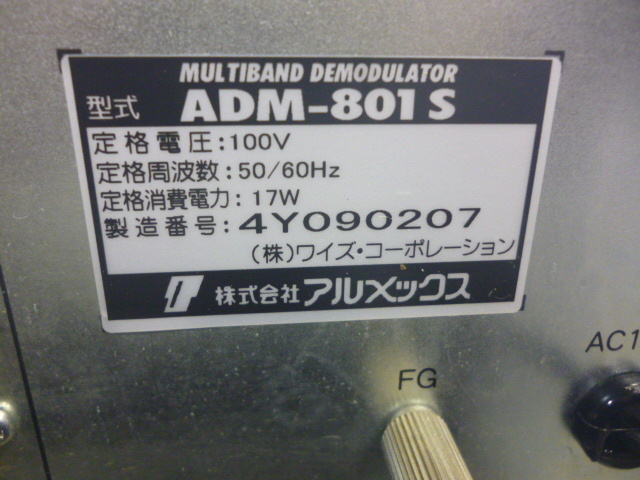 MULTIBAND DEMODULATOR
型式 ADM-801S
定格電圧:100V
定格周波数:50/60Hz
定格消費電力:17W
製造番号:4Y090207
(株)ワイズ・コーポレーション
株式会社アルメックス
FG
AC1